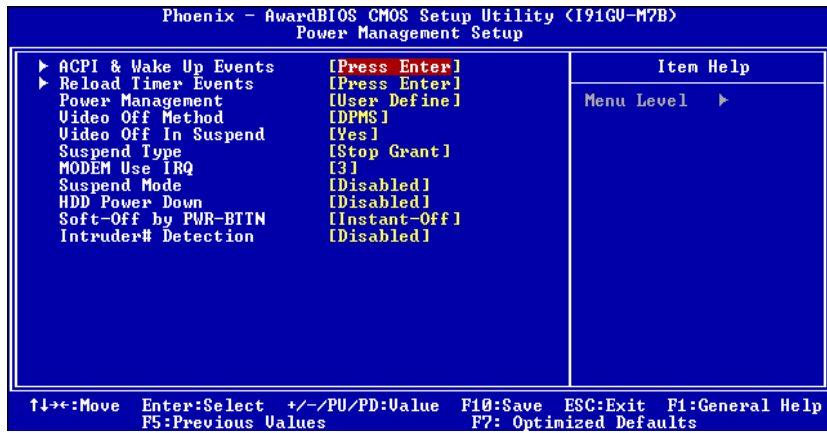 Phoenix - AwardBIOS CMOS Setup Utility (I91GV-M7B)
Power Management Setup
► ACPI & Wake Up Events [Press Enter]
► Reload Timer Events [Press Enter]
Power Management [User Define]
Video Off Method [DPMS]
Video Off In Suspend [Yes]
Suspend Type [Stop Grant]
MODEM Use IRQ [3]
Suspend Mode [Disabled]
HDD Power Down [Disabled]
Soft-Off by PWR-BTTN [Instant-Off]
Intruder# Detection [Disabled]
Item Help
Menu Level ►
↑↓→←:Move Enter:Select +/-/PU/PD:Value F10:Save ESC:Exit F1:General Help
F5:Previous Values F7: Optimized Defaults